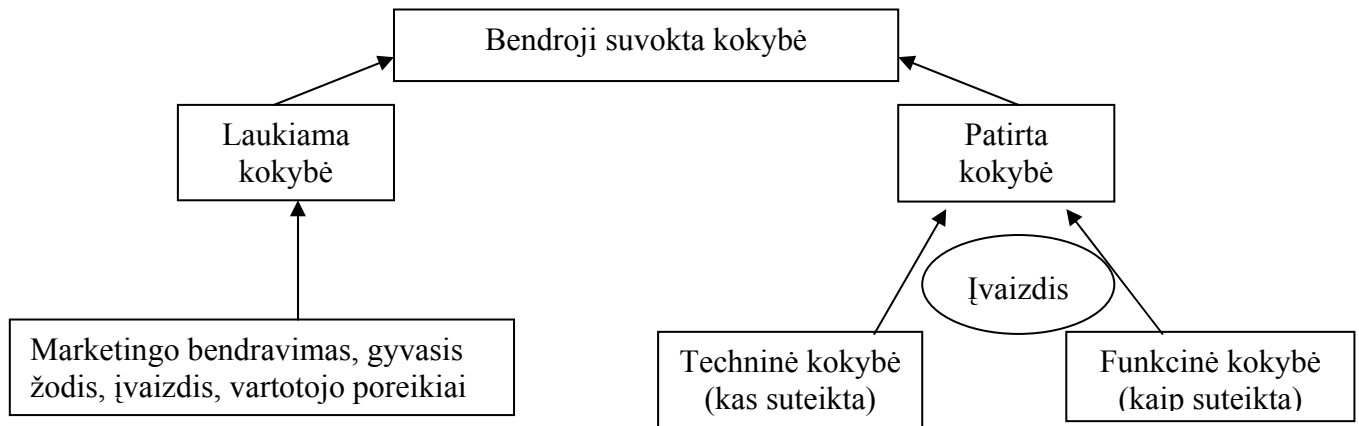 Bendroji suvokta kokybė
Laukiama
kokybė
Patirta
kokybė
Įvaizdis
Marketingo bendravimas, gyvasis
žodis, įvaizdis, vartotojo poreikiai
Techninė kokybė
(kas suteikta)
Funkcinė kokybė
(kaip suteikta)